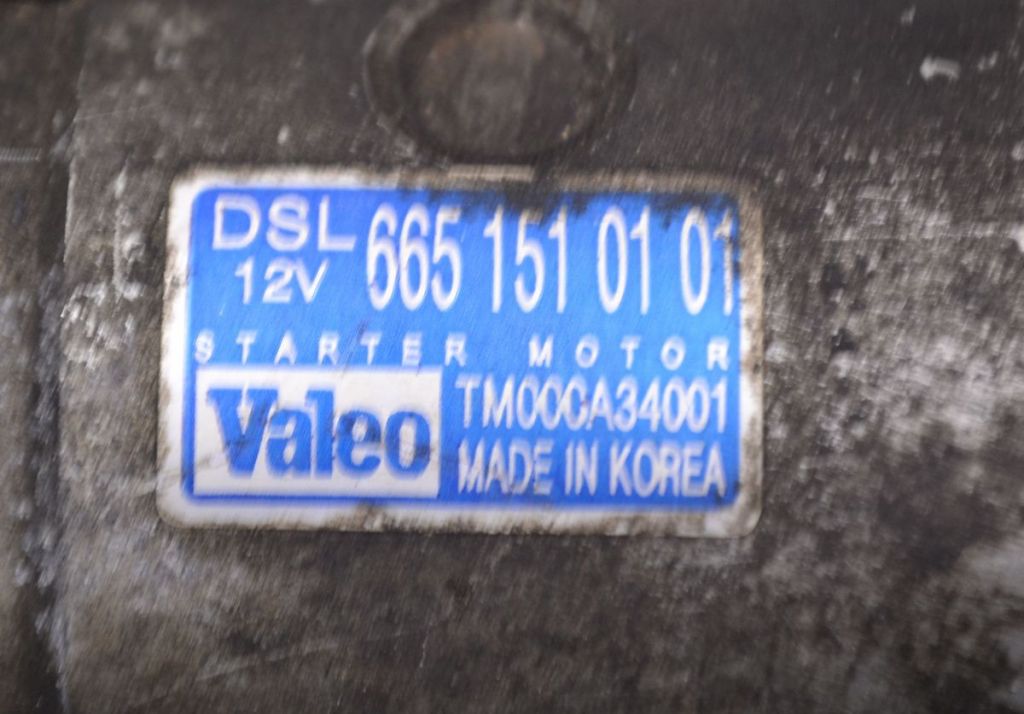 DSL 665 151 01 01
12V
STARTER MOTOR
Valeo TM000A34001
MADE IN KOREA